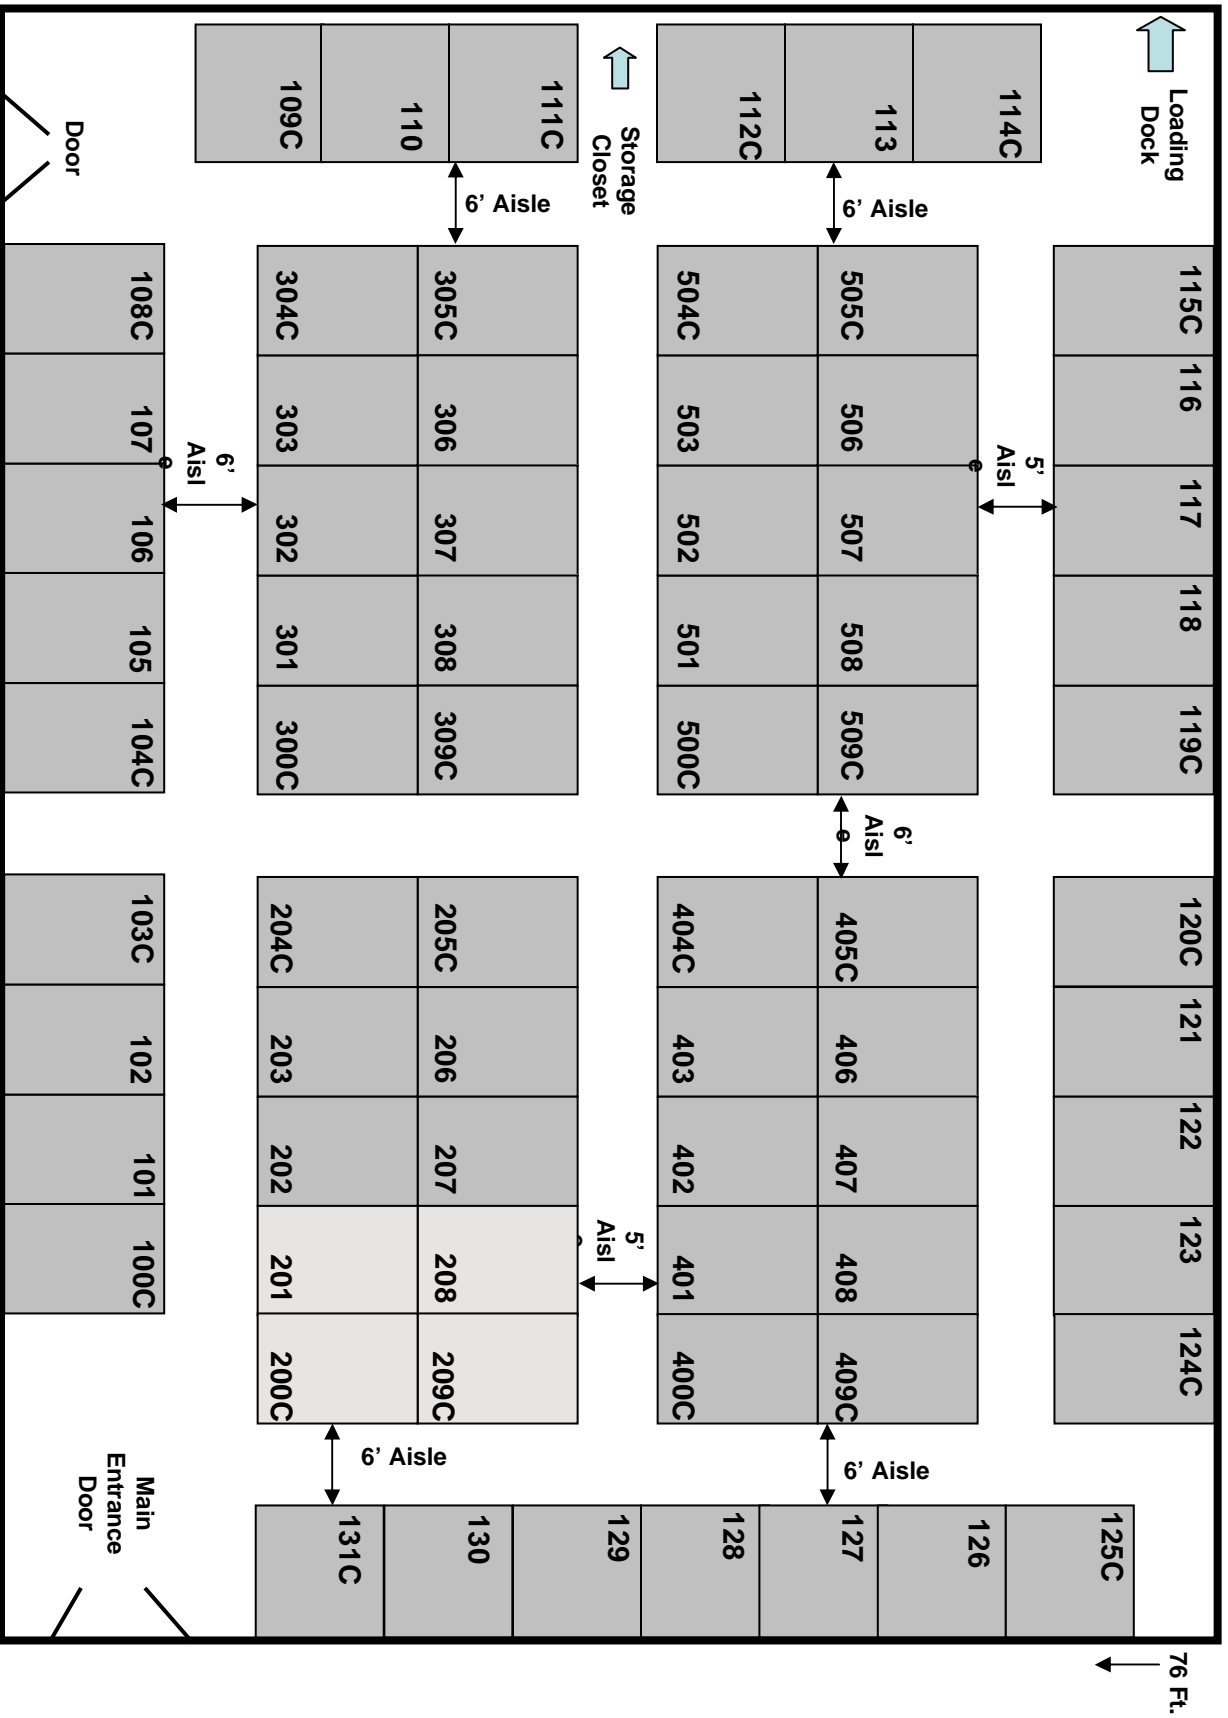 109C
110
111C
Storage
Closet
112C
113
114C
Loading
Dock
Door
6' Aisle
6' Aisle
108C
304C
305C
504C
505C
115C
107
303
306
503
506
116
6'
Aisl
e
5'
Aisl
e
106
302
307
502
507
117
105
301
308
501
508
118
104C
300C
309C
500C
509C
119C
6'
Aisl
e
103C
204C
205C
404C
405C
120C
102
203
206
403
406
121
101
202
207
402
407
122
100C
201
208
5'
Aisl
e
401
408
123
200C
209C
400C
409C
124C
6' Aisle
6' Aisle
Main
Entrance
Door
131C
130
129
128
127
126
125C
76 Ft.